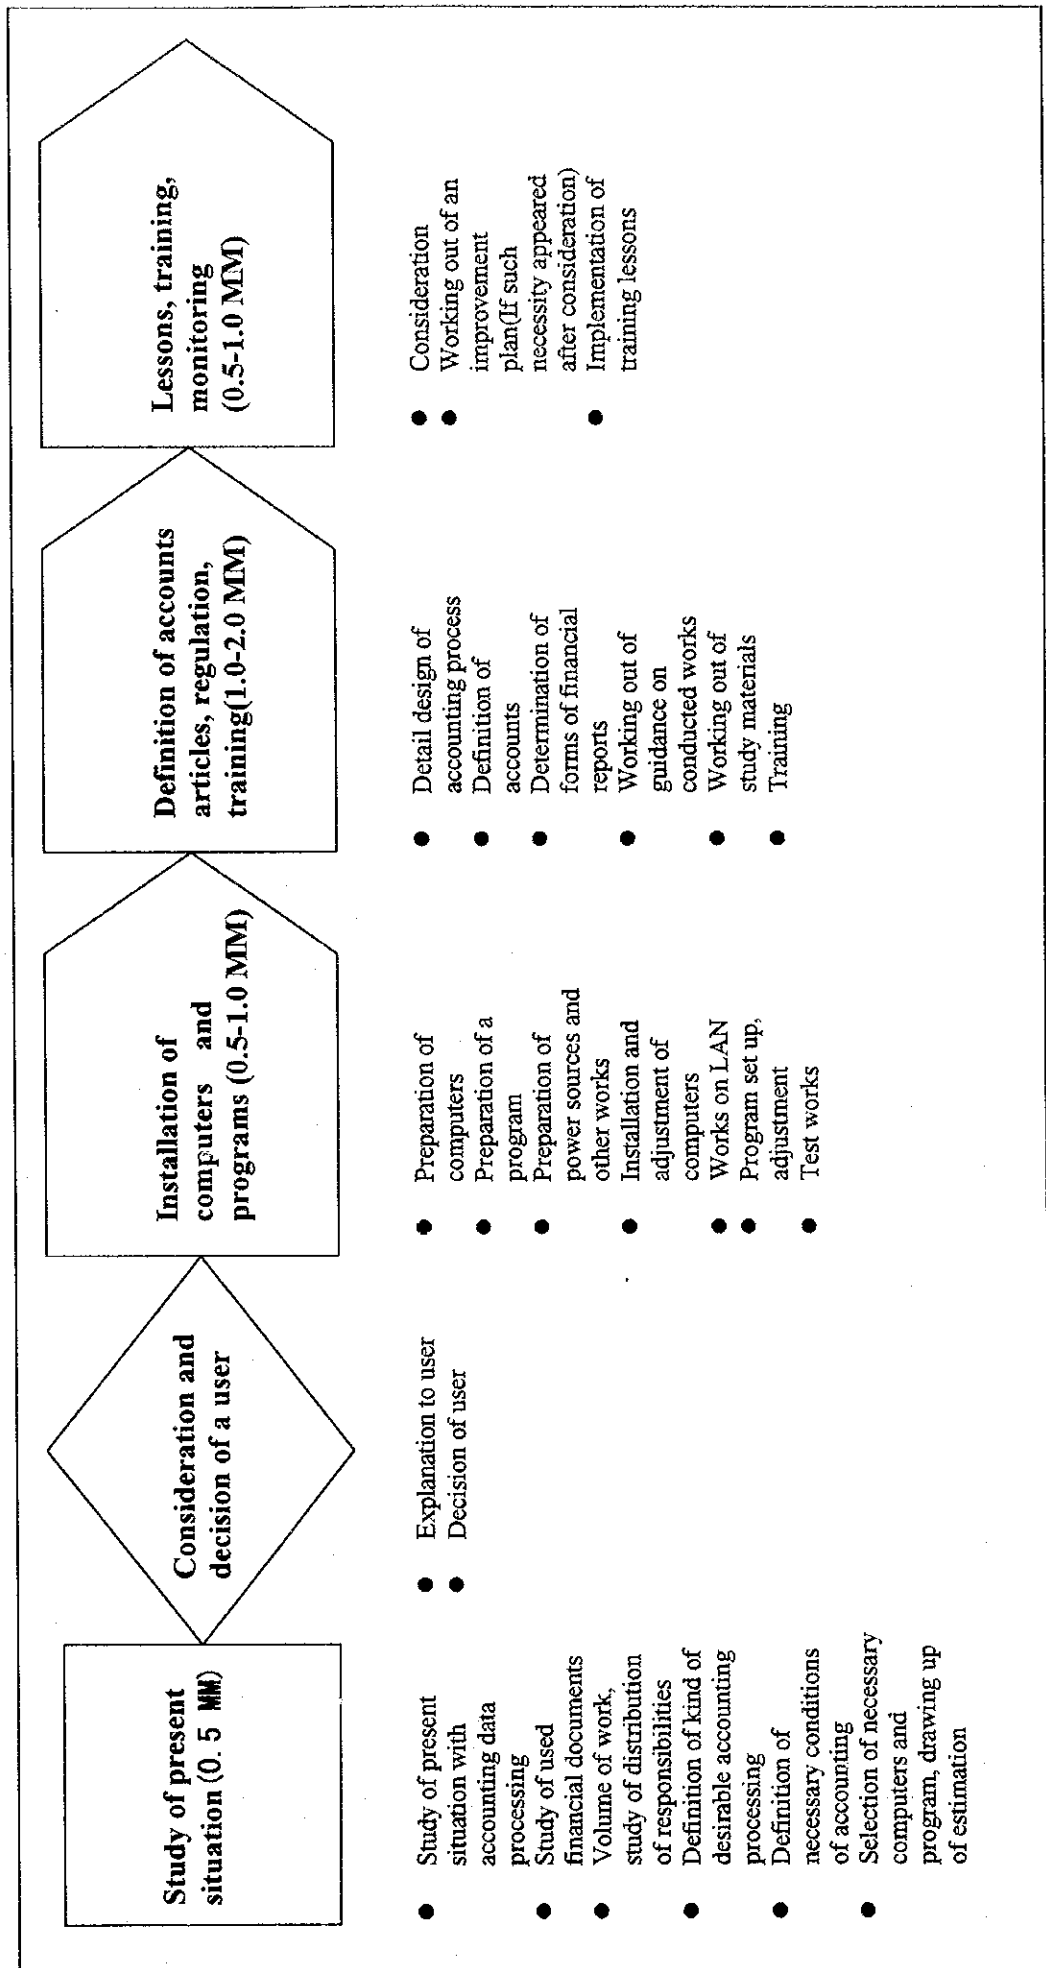 Study of present
situation (0. 5 MM)
Consideration and
decision of a user
Installation of
computers and
programs (0.5-1.0 MM)
Definition of accounts
articles, regulation,
training(1.0-2.0 MM)
Lessons, training,
monitoring
(0.5-1.0 MM)
● Study of present
situation with
accounting data
processing
● Study of used
financial documents
● Volume of work,
study of distribution
of responsibilities
● Definition of kind of
desirable accounting
processing
● Definition of
necessary conditions
of accounting
● Selection of necessary
computers and
program, drawing up
of estimation
● Explanation to user
● Decision of user
● Preparation of
computers
● Preparation of a
program
● Preparation of
power sources and
other works
● Installation and
adjustment of
computers
● Works on LAN
● Program set up,
adjustment
● Test works
● Detail design of
accounting process
● Definition of
accounts
● Determination of
forms of financial
reports
● Working out of
guidance on
conducted works
● Working out of
study materials
● Training
● Consideration
● Working out of an
improvement
plan(If such
necessity appeared
after consideration)
● Implementation of
training lessons